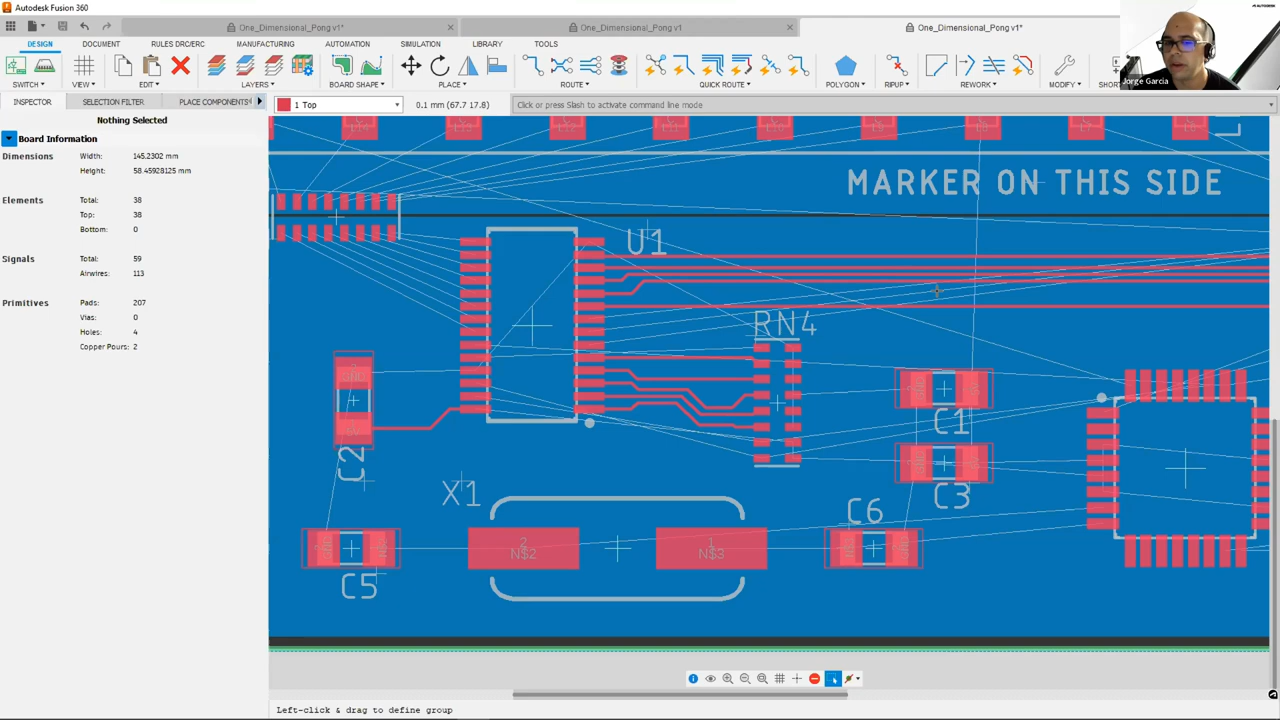 Autodesk Fusion 360
One_Dimensional_Pong v1*
One_Dimensional_Pong v1
One_Dimensional_Pong v1*
DESIGN DOCUMENT RULES DRC/ERC MANUFACTURING AUTOMATION SIMULATION LIBRARY TOOLS
SWITCH VIEW EDIT LAYERS BOARD SHAPE PLACE ROUTE QUICK ROUTE POLYGON RIPUP REWORK MODIFY
Jorge Garcia
INSPECTOR SELECTION FILTER PLACE COMPONENTS
1 Top
0.1 mm (67.7 17.8)
Click or press Slash to activate command line mode
Nothing Selected
Board Information
Dimensions Width: 145.2302 mm
Height: 58.45928125 mm
Elements Total: 38
Top: 38
Bottom: 0
Signals Total: 59
Airwires: 113
Primitives Pads: 207
Vias: 0
Holes: 4
Copper Pours: 2
MARKER ON THIS SIDE
U1
RN4
C1
C2
C3
X1
C6
2
N$2
1
N$3
C5
Left-click & drag to define group